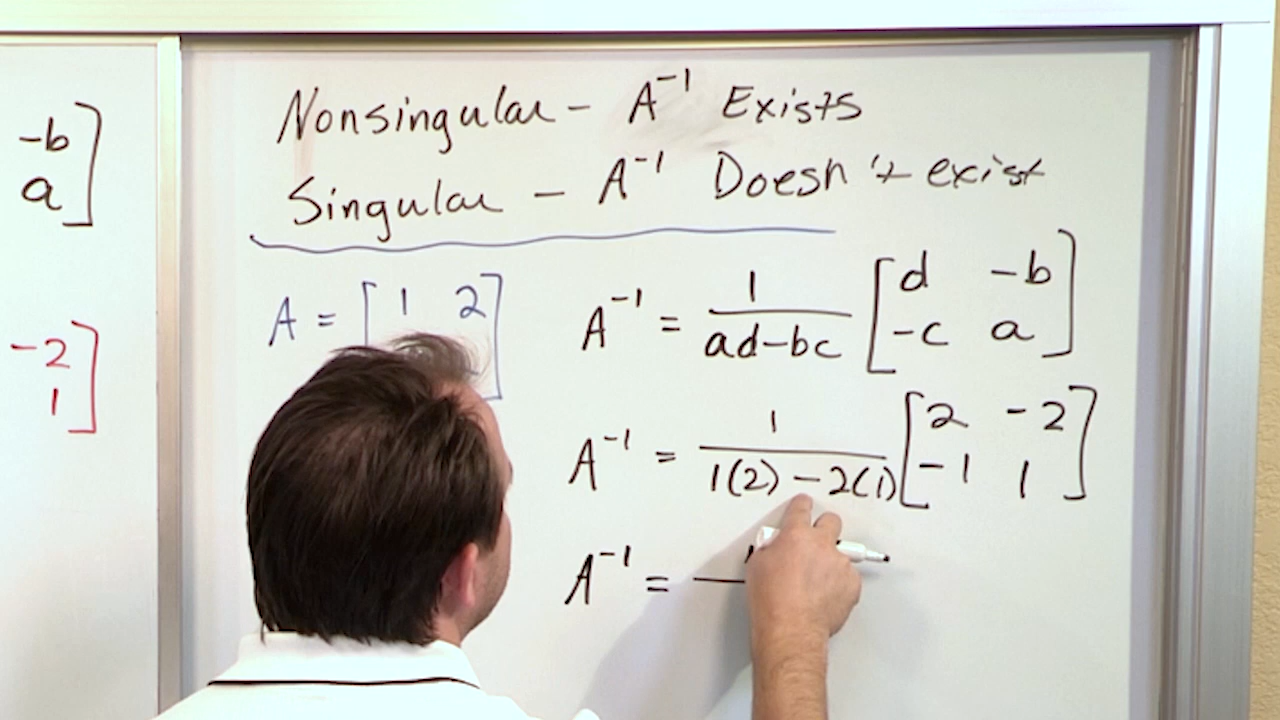 -b
a
-2
1
Nonsingular - A⁻¹ Exists
Singular - A⁻¹ Doesn't exist
A = [ 1 2 ]
A⁻¹ = 1/(ad-bc) [ d -b
-c a ]
A⁻¹ = 1/(1(2) - 2(1)) [ 2 -2
-1 1 ]
A⁻¹ =